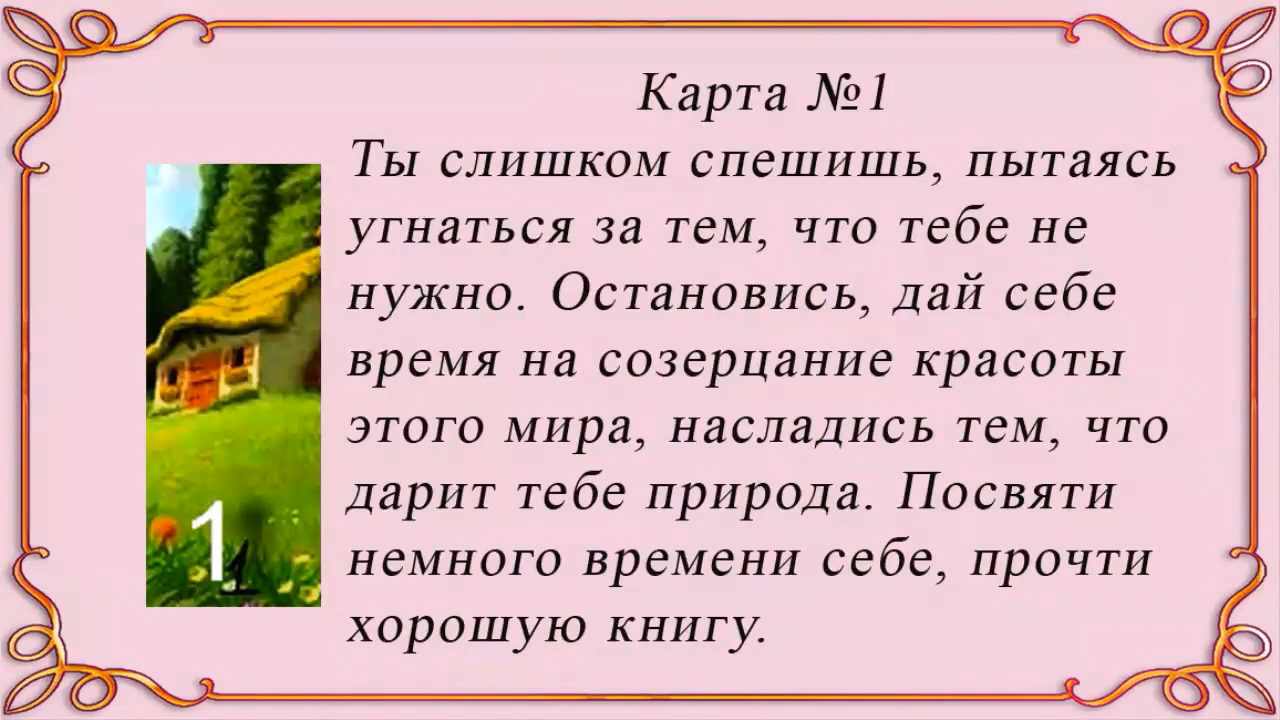 Карта №1
Ты слишком спешишь, пытаясь
угнаться за тем, что тебе не
нужно. Остановись, дай себе
время на созерцание красоты
этого мира, насладись тем, что
дарит тебе природа. Посвяти
немного времени себе, прочти
хорошую книгу.
1
1